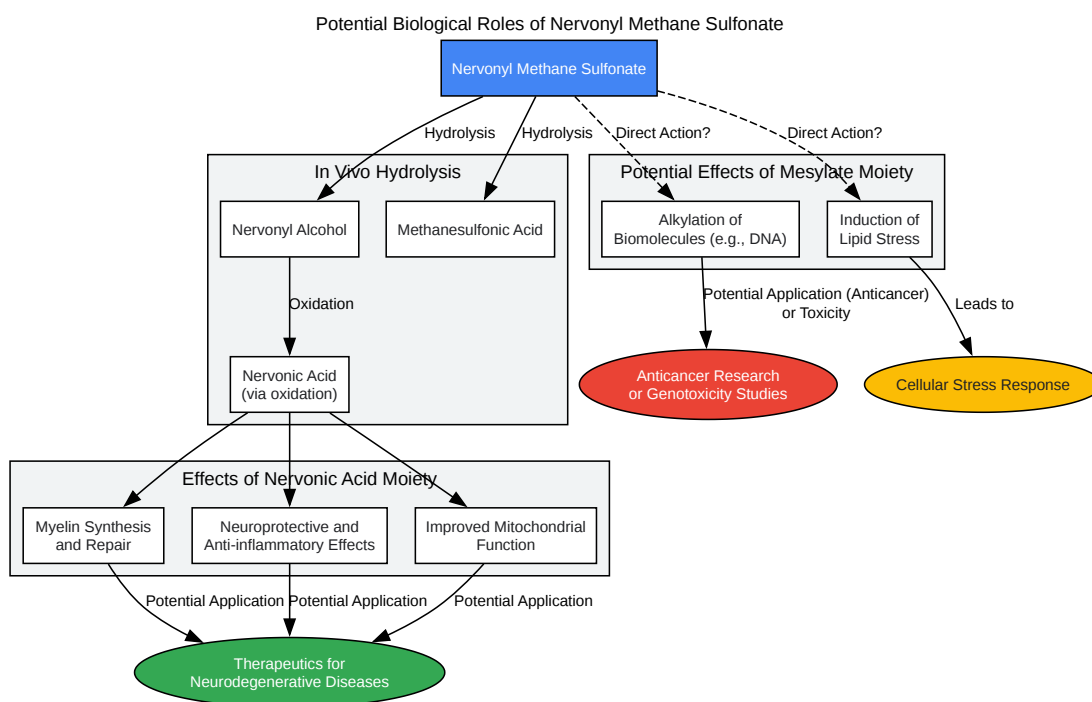 Potential Biological Roles of Nervonyl Methane Sulfonate
Nervonyl Methane Sulfonate
Hydrolysis
Hydrolysis
Direct Action?
Direct Action?
In Vivo Hydrolysis
Potential Effects of Mesylate Moiety
Nervonyl Alcohol
Methanesulfonic Acid
Alkylation of
Biomolecules (e.g., DNA)
Induction of
Lipid Stress
Oxidation
Potential Application (Anticancer)
or Toxicity
Leads to
Nervonic Acid
(via oxidation)
Anticancer Research
or Genotoxicity Studies
Cellular Stress Response
Effects of Nervonic Acid Moiety
Myelin Synthesis
and Repair
Neuroprotective and
Anti-inflammatory Effects
Improved Mitochondrial
Function
Potential Application
Potential Application
Potential Application
Therapeutics for
Neurodegenerative Diseases